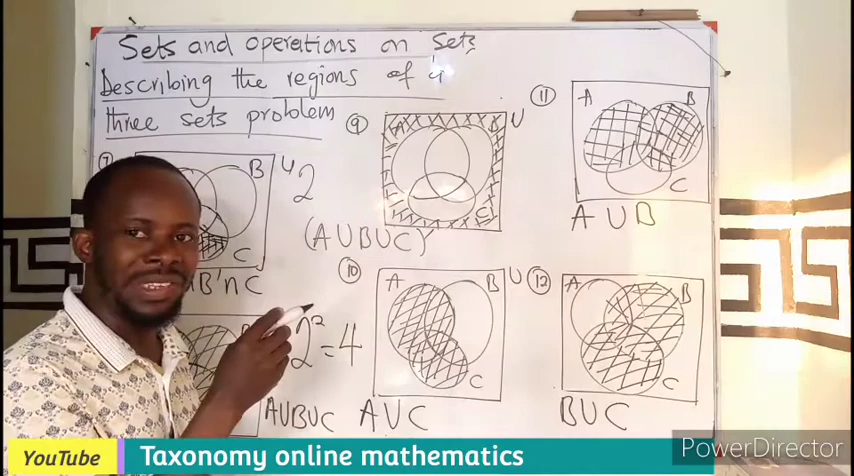 Sets and operations on Sets
Describing the regions of a
three sets problem
7
B
U
2
C
B'nC
2² = 4
AUBUC
9
A
B
U
C
(AUBUC)'
10
A
B
U
C
AUC
11
A
B
C
AUB
12
A
B
C
BUC
YouTube
Taxonomy online mathematics
PowerDirector